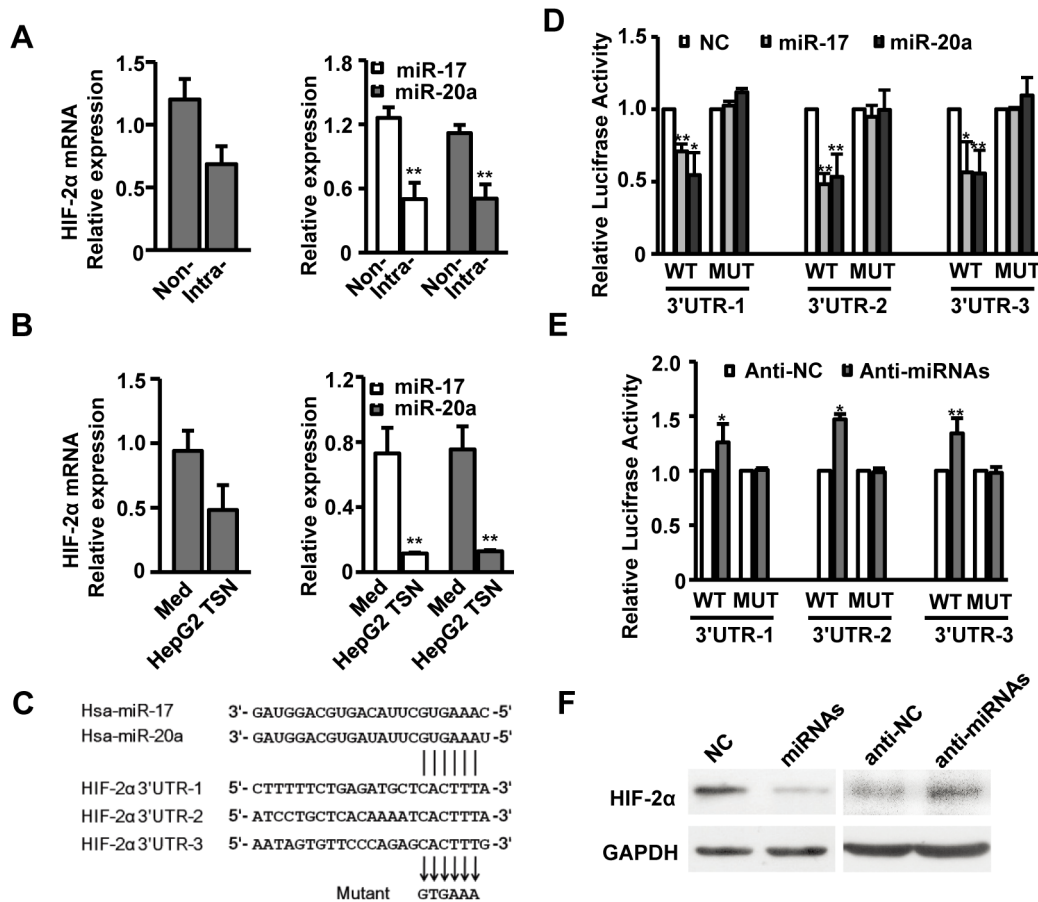 A
HIF-2α mRNA
Relative expression
1.5
1.0
0.5
0
Non-
Intra-
Relative expression
1.8
1.2
0.6
0
miR-17
miR-20a
**
**
Non-
Intra-
Non-
Intra-
B
HIF-2α mRNA
Relative expression
1.5
1.0
0.5
0
Med
HepG2 TSN
Relative expression
1.2
0.8
0.4
0
miR-17
miR-20a
**
**
Med
HepG2 TSN
Med
HepG2 TSN
C
Hsa-miR-17 3'-GAUGGACGUGACAUUCGUGAAAC-5'
Hsa-miR-20a 3'-GAUGGACGUGAUAUUCGUGAAAU-5'
HIF-2α 3'UTR-1 5'-CTTTTTCTGAGATGCTCACTTTA-3'
HIF-2α 3'UTR-2 5'-ATCCTGCTCACAAAATCACTTTA-3'
HIF-2α 3'UTR-3 5'-AATAGTGTTCCCAGAGCACTTTG-3'
Mutant GTGAAA
D
Relative Lucifrase Activity
1.5
1.0
0.5
0
NC miR-17 miR-20a
** *
** **
* **
WT MUT WT MUT WT MUT
3'UTR-1 3'UTR-2 3'UTR-3
E
Relative Lucifrase Activity
2.0
1.5
1.0
0.5
0
Anti-NC Anti-miRNAs
* * **
WT MUT WT MUT WT MUT
3'UTR-1 3'UTR-2 3'UTR-3
F
NC miRNAs anti-NC anti-miRNAs
HIF-2α
GAPDH